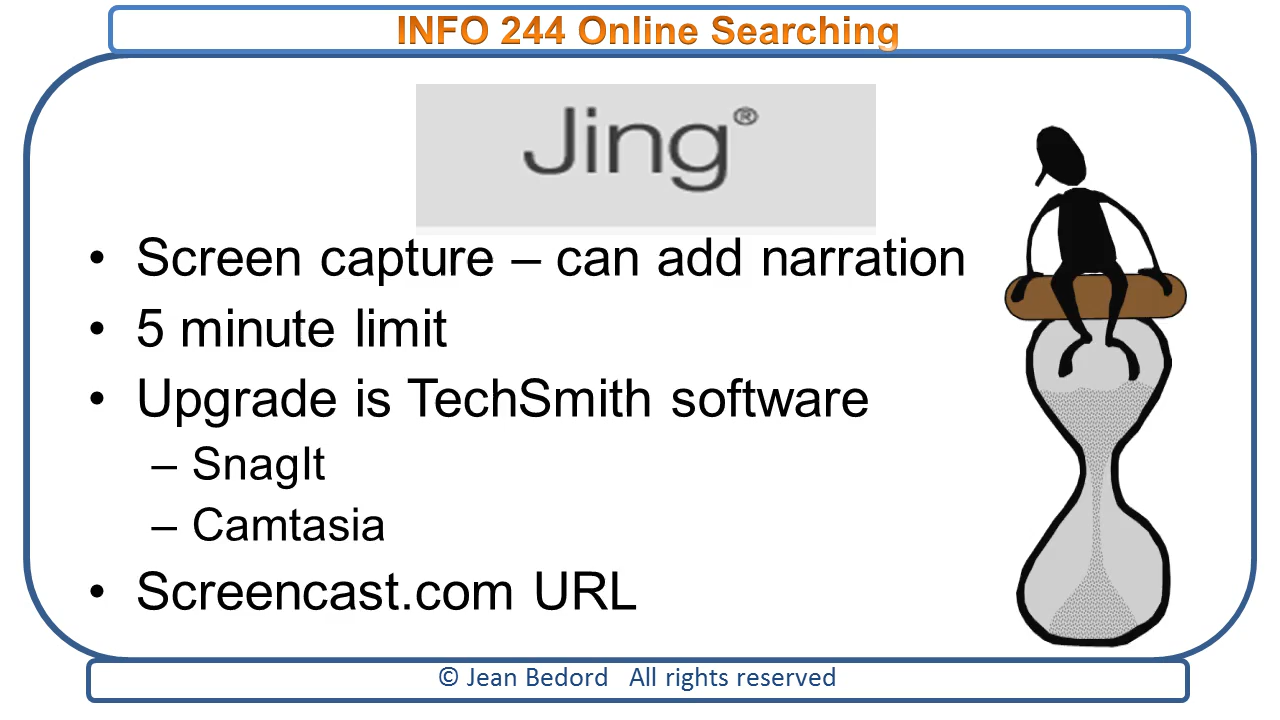 INFO 244 Online Searching
Jing®
• Screen capture – can add narration
• 5 minute limit
• Upgrade is TechSmith software
– SnagIt
– Camtasia
• Screencast.com URL
© Jean Bedord   All rights reserved